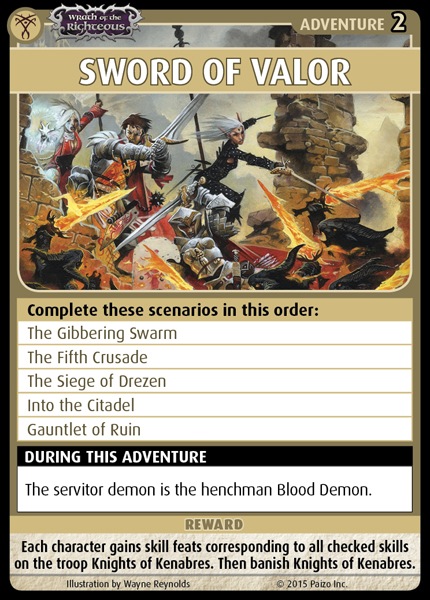 Wrath of the
Righteous
ADVENTURE 2
SWORD OF VALOR
Complete these scenarios in this order:
The Gibbering Swarm
The Fifth Crusade
The Siege of Drezen
Into the Citadel
Gauntlet of Ruin
DURING THIS ADVENTURE
The servitor demon is the henchman Blood Demon.
REWARD
Each character gains skill feats corresponding to all checked skills
on the troop Knights of Kenabres. Then banish Knights of Kenabres.
Illustration by Wayne Reynolds © 2015 Paizo Inc.